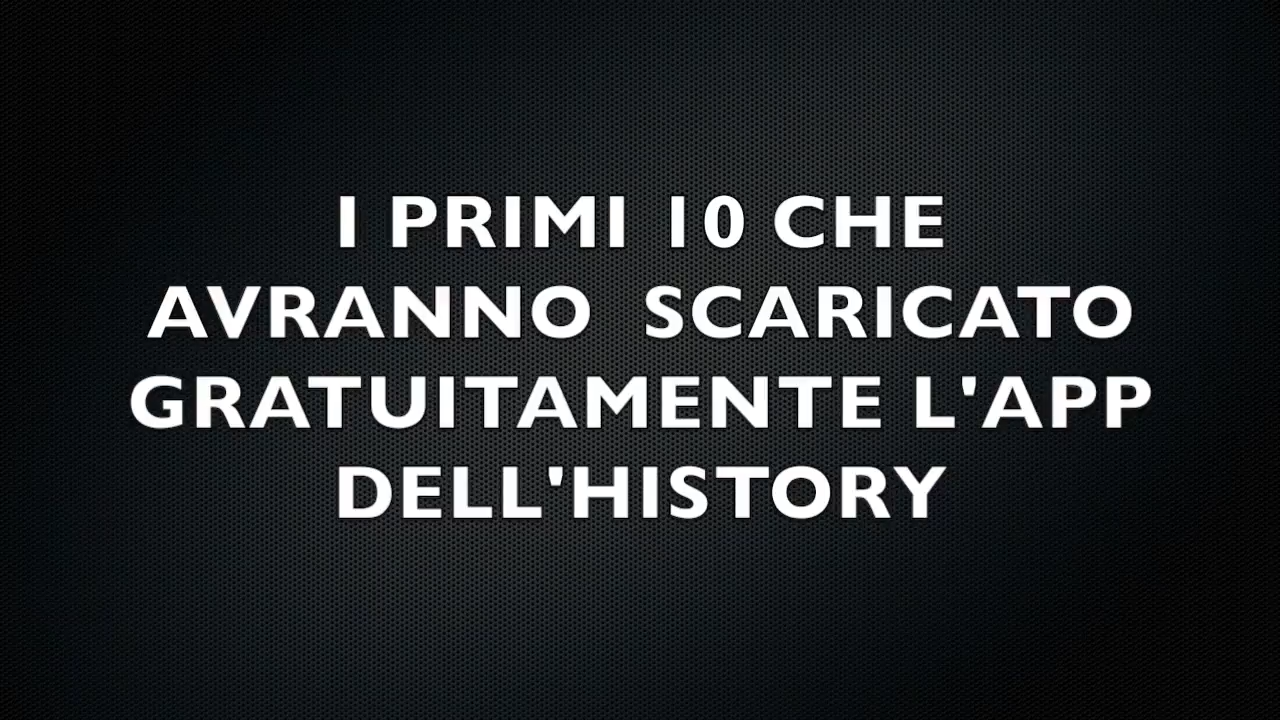 I PRIMI 10 CHE
AVRANNO  SCARICATO
GRATUITAMENTE L'APP
DELL'HISTORY